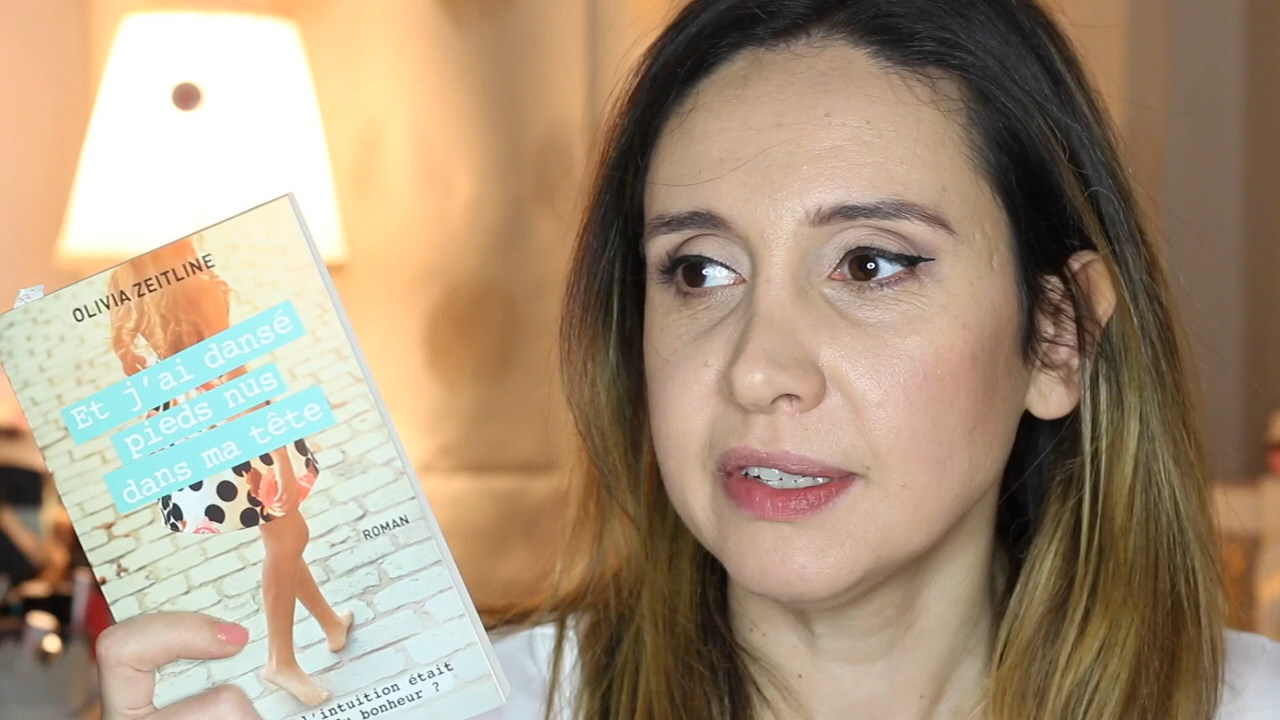 OLIVIA ZEITLINE
Et j'ai dansé
pieds nus
dans ma tête
ROMAN
l'intuition était
bonheur ?